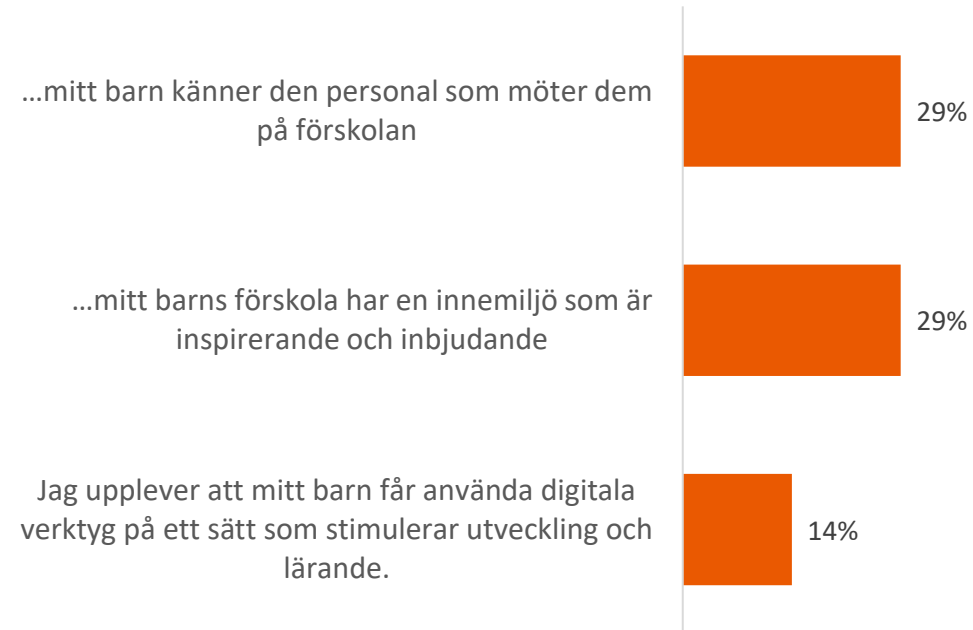 …mitt barn känner den personal som möter dem
på förskolan
29%
…mitt barns förskola har en innemiljö som är
inspirerande och inbjudande
29%
Jag upplever att mitt barn får använda digitala
verktyg på ett sätt som stimulerar utveckling och
lärande.
14%